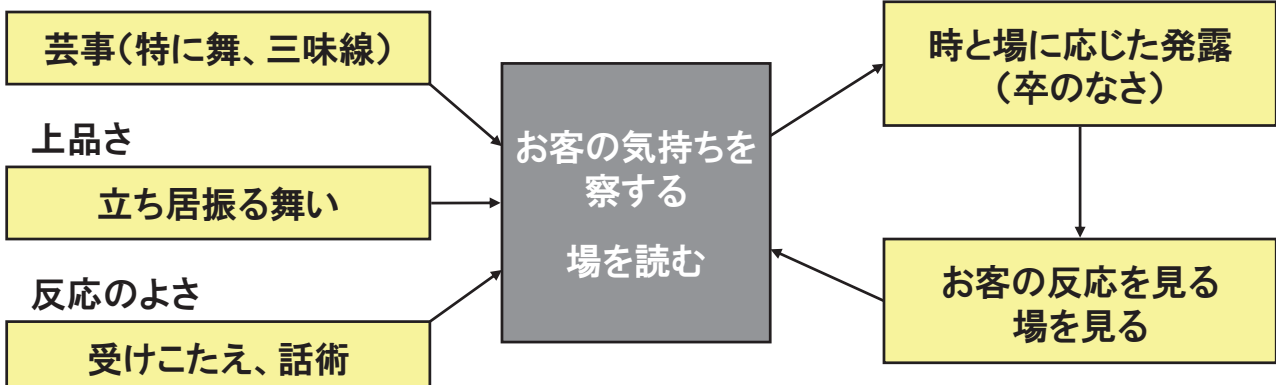 芸事（特に舞、三味線）
上品さ
立ち居振る舞い
反応のよさ
受けこたえ、話術
お客の気持ちを
察する
場を読む
時と場に応じた発露
（卒のなさ）
お客の反応を見る
場を見る